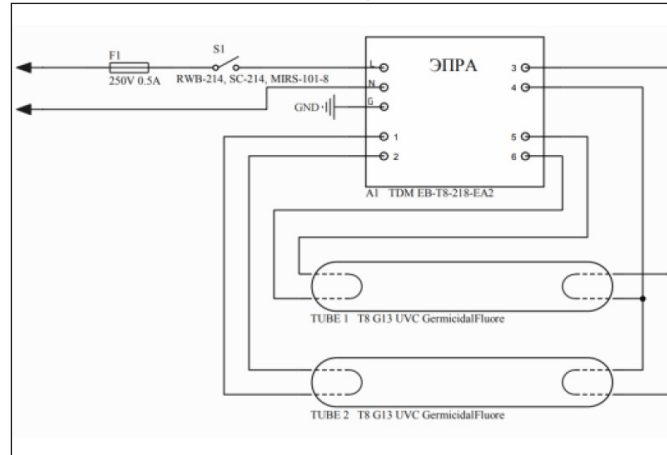 F1
250V 0.5A
S1
RWB-214, SC-214, MIRS-101-8
ЭПРА
L
N
G
GND
1
2
3
4
5
6
A1 TDM EB-T8-218-EA2
TUBE 1 T8 G13 UVC GermicidalFluore
TUBE 2 T8 G13 UVC GermicidalFluore